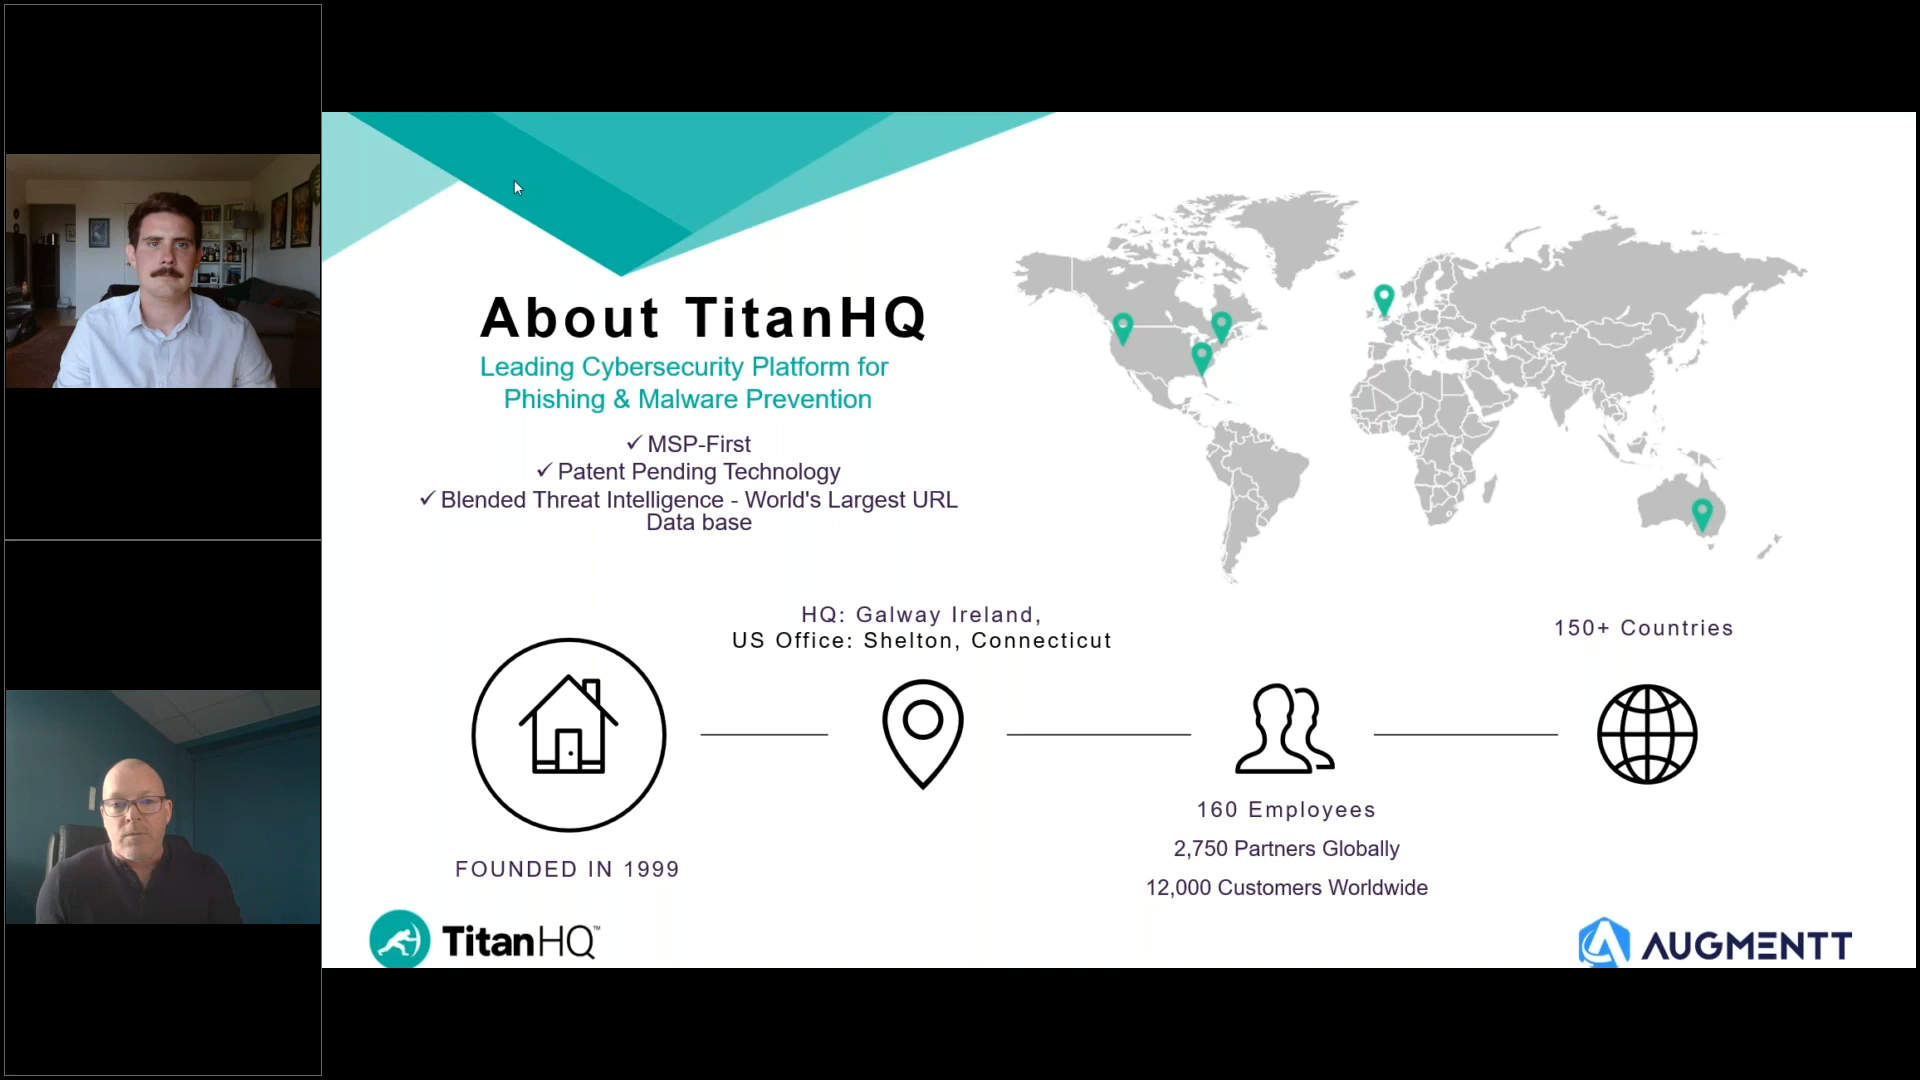 About TitanHQ
Leading Cybersecurity Platform for
Phishing & Malware Prevention
✓ MSP-First
✓ Patent Pending Technology
✓ Blended Threat Intelligence - World's Largest URL
Data base
HQ: Galway Ireland,
US Office: Shelton, Connecticut
150+ Countries
160 Employees
2,750 Partners Globally
12,000 Customers Worldwide
FOUNDED IN 1999
TitanHQ™
AUGMENTT